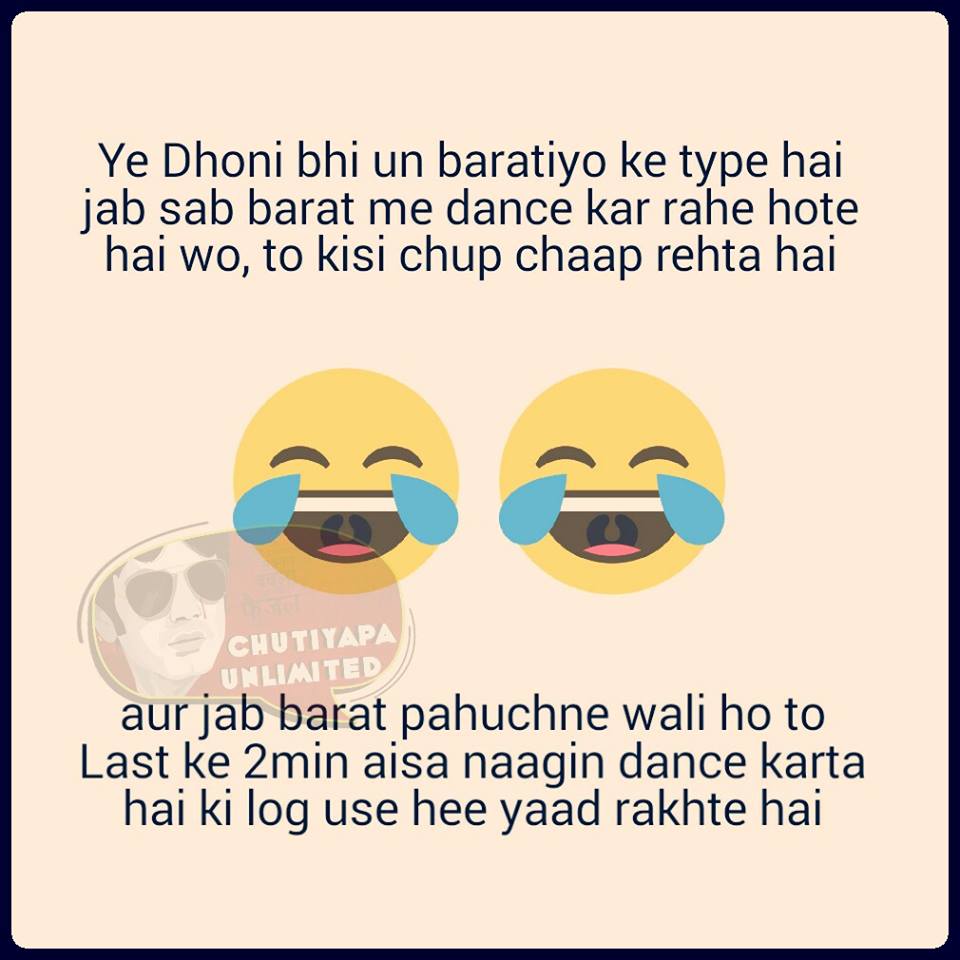 Ye Dhoni bhi un baratiyo ke type hai
jab sab barat me dance kar rahe hote
hai wo, to kisi chup chaap rehta hai
फैजल
CHUTIYAPA
UNLIMITED
aur jab barat pahuchne wali ho to
Last ke 2min aisa naagin dance karta
hai ki log use hee yaad rakhte hai